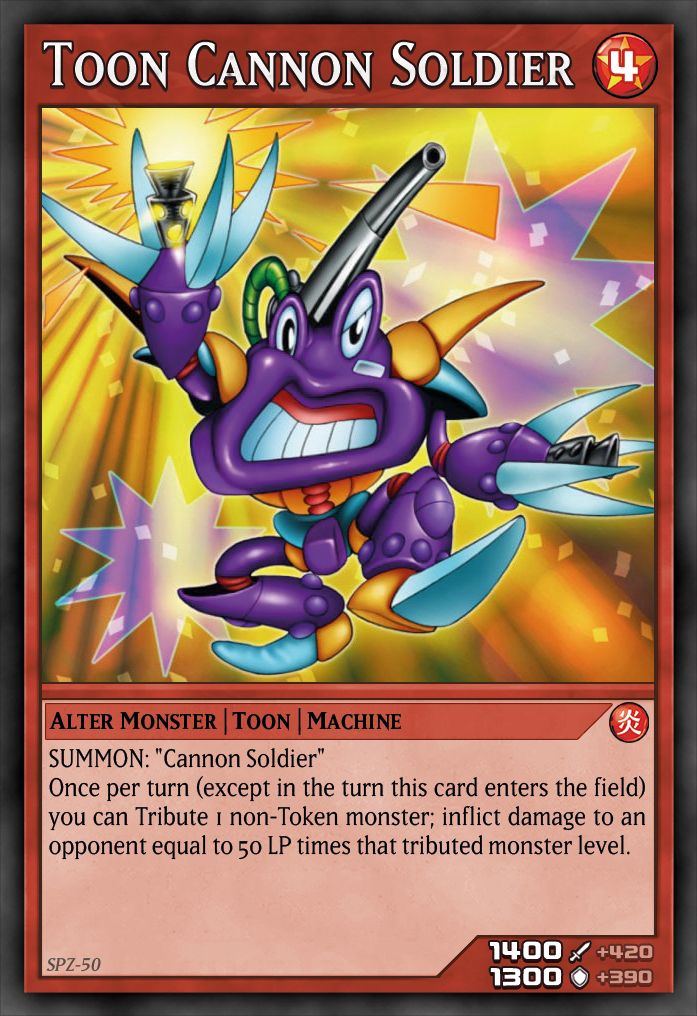 TOON CANNON SOLDIER 4
ALTER MONSTER | TOON | MACHINE 炎
SUMMON: "Cannon Soldier"
Once per turn (except in the turn this card enters the field)
you can Tribute 1 non-Token monster; inflict damage to an
opponent equal to 50 LP times that tributed monster level.
1400 +420
SPZ-50 1300 +390